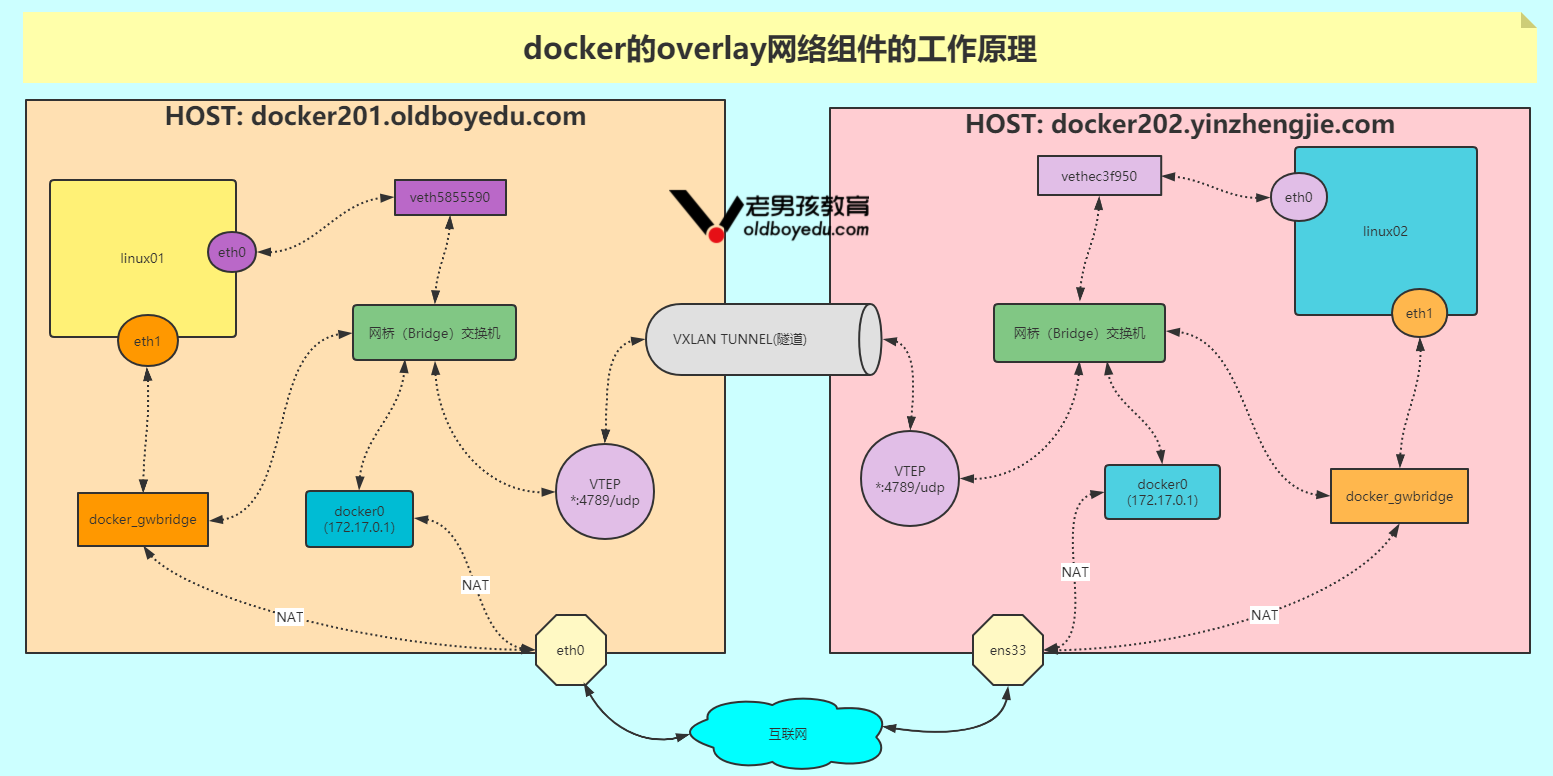 docker的overlay网络组件的工作原理
HOST: docker201.oldboyedu.com
linux01
eth0
eth1
veth5855590
网桥（Bridge）交换机
docker_gwbridge
docker0
(172.17.0.1)
VTEP
*:4789/udp
NAT
NAT
eth0
老男孩教育
oldboyedu.com
VXLAN TUNNEL(隧道)
HOST: docker202.yinzhengjie.com
vethec3f950
eth0
linux02
eth1
网桥（Bridge）交换机
VTEP
*:4789/udp
docker0
(172.17.0.1)
docker_gwbridge
NAT
NAT
ens33
互联网